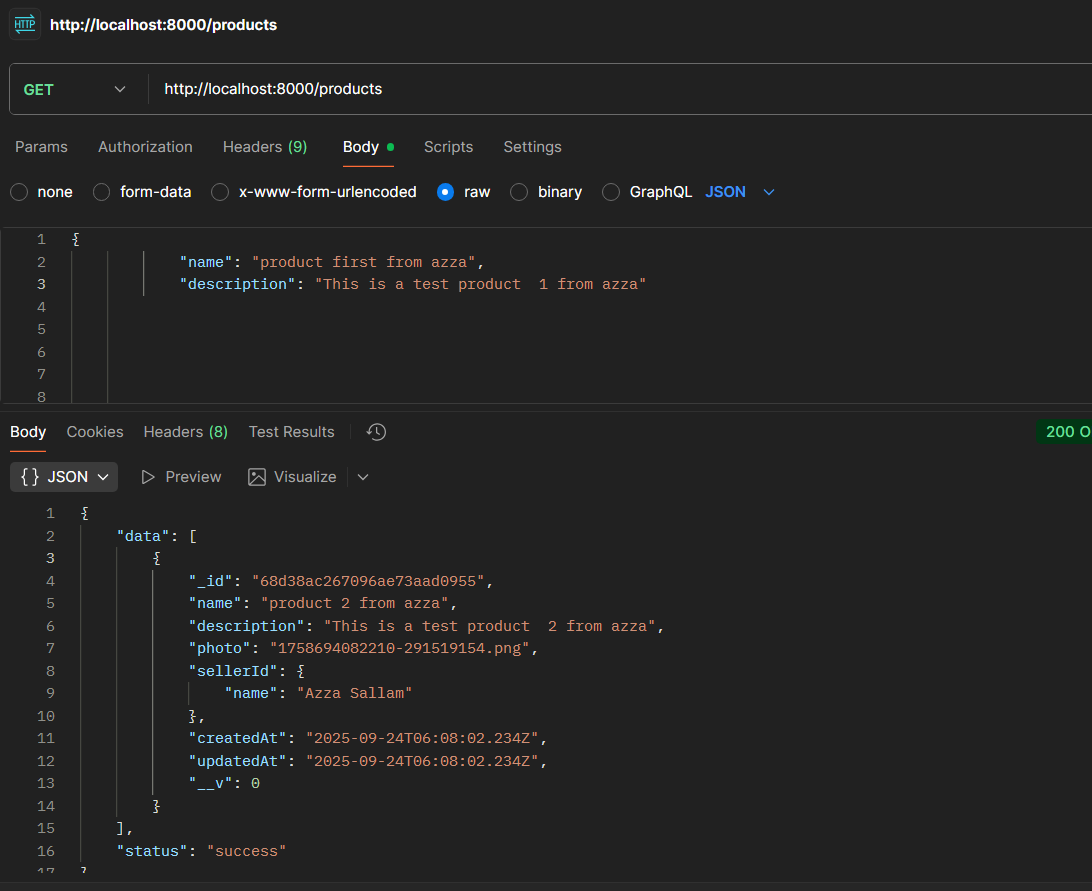 HTTP http://localhost:8000/products
GET http://localhost:8000/products
Params Authorization Headers (9) Body Scripts Settings
none form-data x-www-form-urlencoded raw binary GraphQL JSON
1 {
2 "name": "product first from azza",
3 "description": "This is a test product  1 from azza"
4
5
6
7
8
Body Cookies Headers (8) Test Results 200 O
{} JSON Preview Visualize
1 {
2 "data": [
3 {
4 "_id": "68d38ac267096ae73aad0955",
5 "name": "product 2 from azza",
6 "description": "This is a test product  2 from azza",
7 "photo": "1758694082210-291519154.png",
8 "sellerId": {
9 "name": "Azza Sallam"
10 },
11 "createdAt": "2025-09-24T06:08:02.234Z",
12 "updatedAt": "2025-09-24T06:08:02.234Z",
13 "__v": 0
14 }
15 ],
16 "status": "success"
17 }